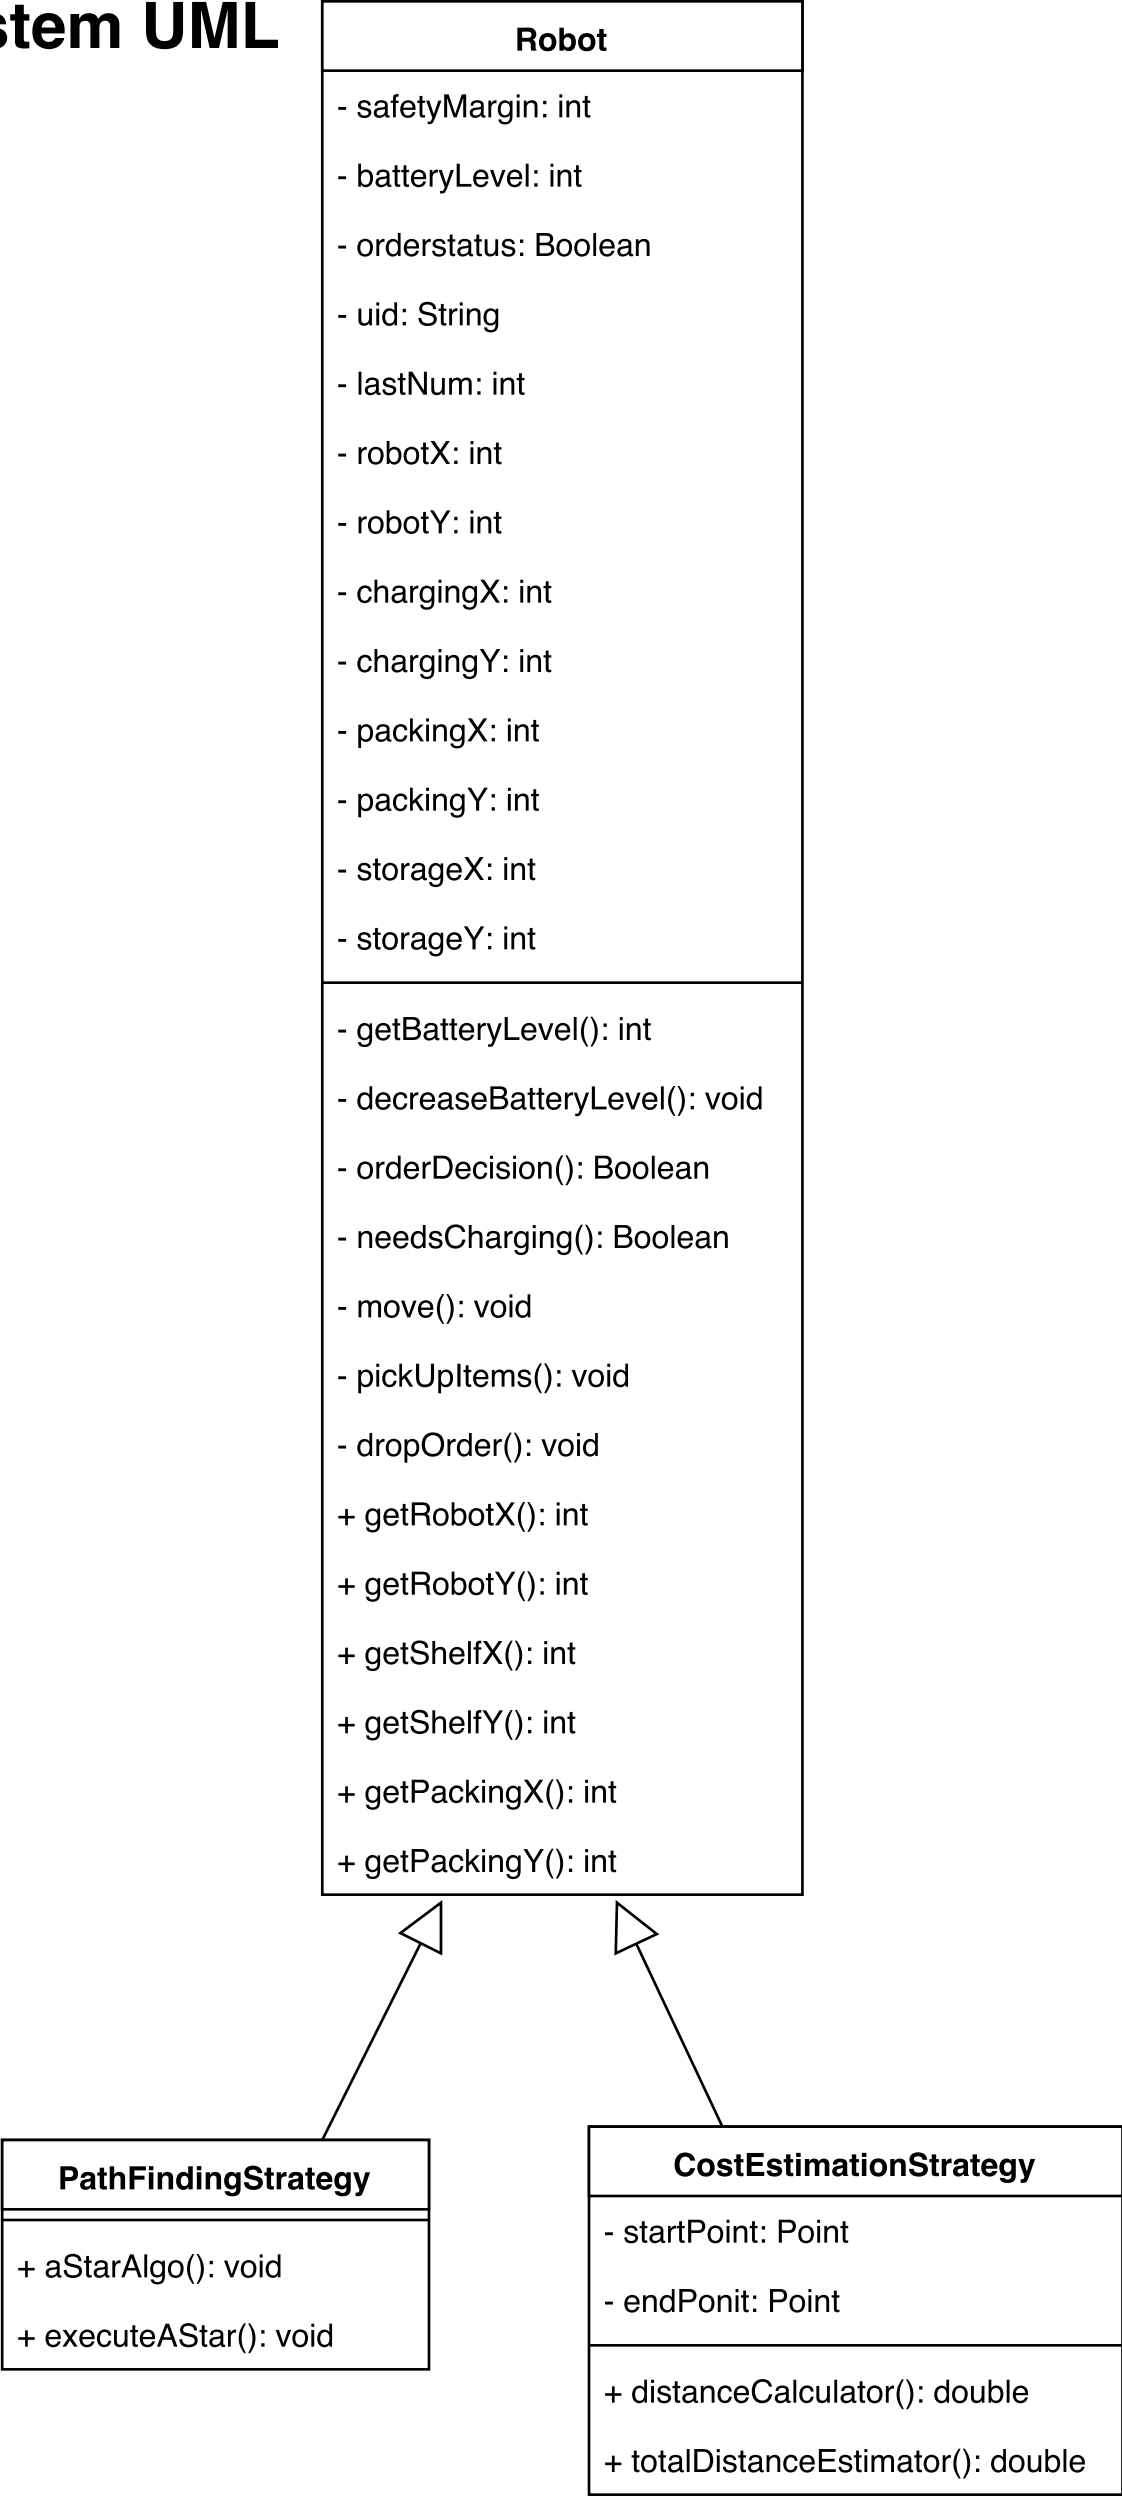 stem UML
Robot
- safetyMargin: int
- batteryLevel: int
- orderstatus: Boolean
- uid: String
- lastNum: int
- robotX: int
- robotY: int
- chargingX: int
- chargingY: int
- packingX: int
- packingY: int
- storageX: int
- storageY: int
- getBatteryLevel(): int
- decreaseBatteryLevel(): void
- orderDecision(): Boolean
- needsCharging(): Boolean
- move(): void
- pickUpItems(): void
- dropOrder(): void
+ getRobotX(): int
+ getRobotY(): int
+ getShelfX(): int
+ getShelfY(): int
+ getPackingX(): int
+ getPackingY(): int
PathFindingStrategy
+ aStarAlgo(): void
+ executeAStar(): void
CostEstimationStrategy
- startPoint: Point
- endPonit: Point
+ distanceCalculator(): double
+ totalDistanceEstimator(): double